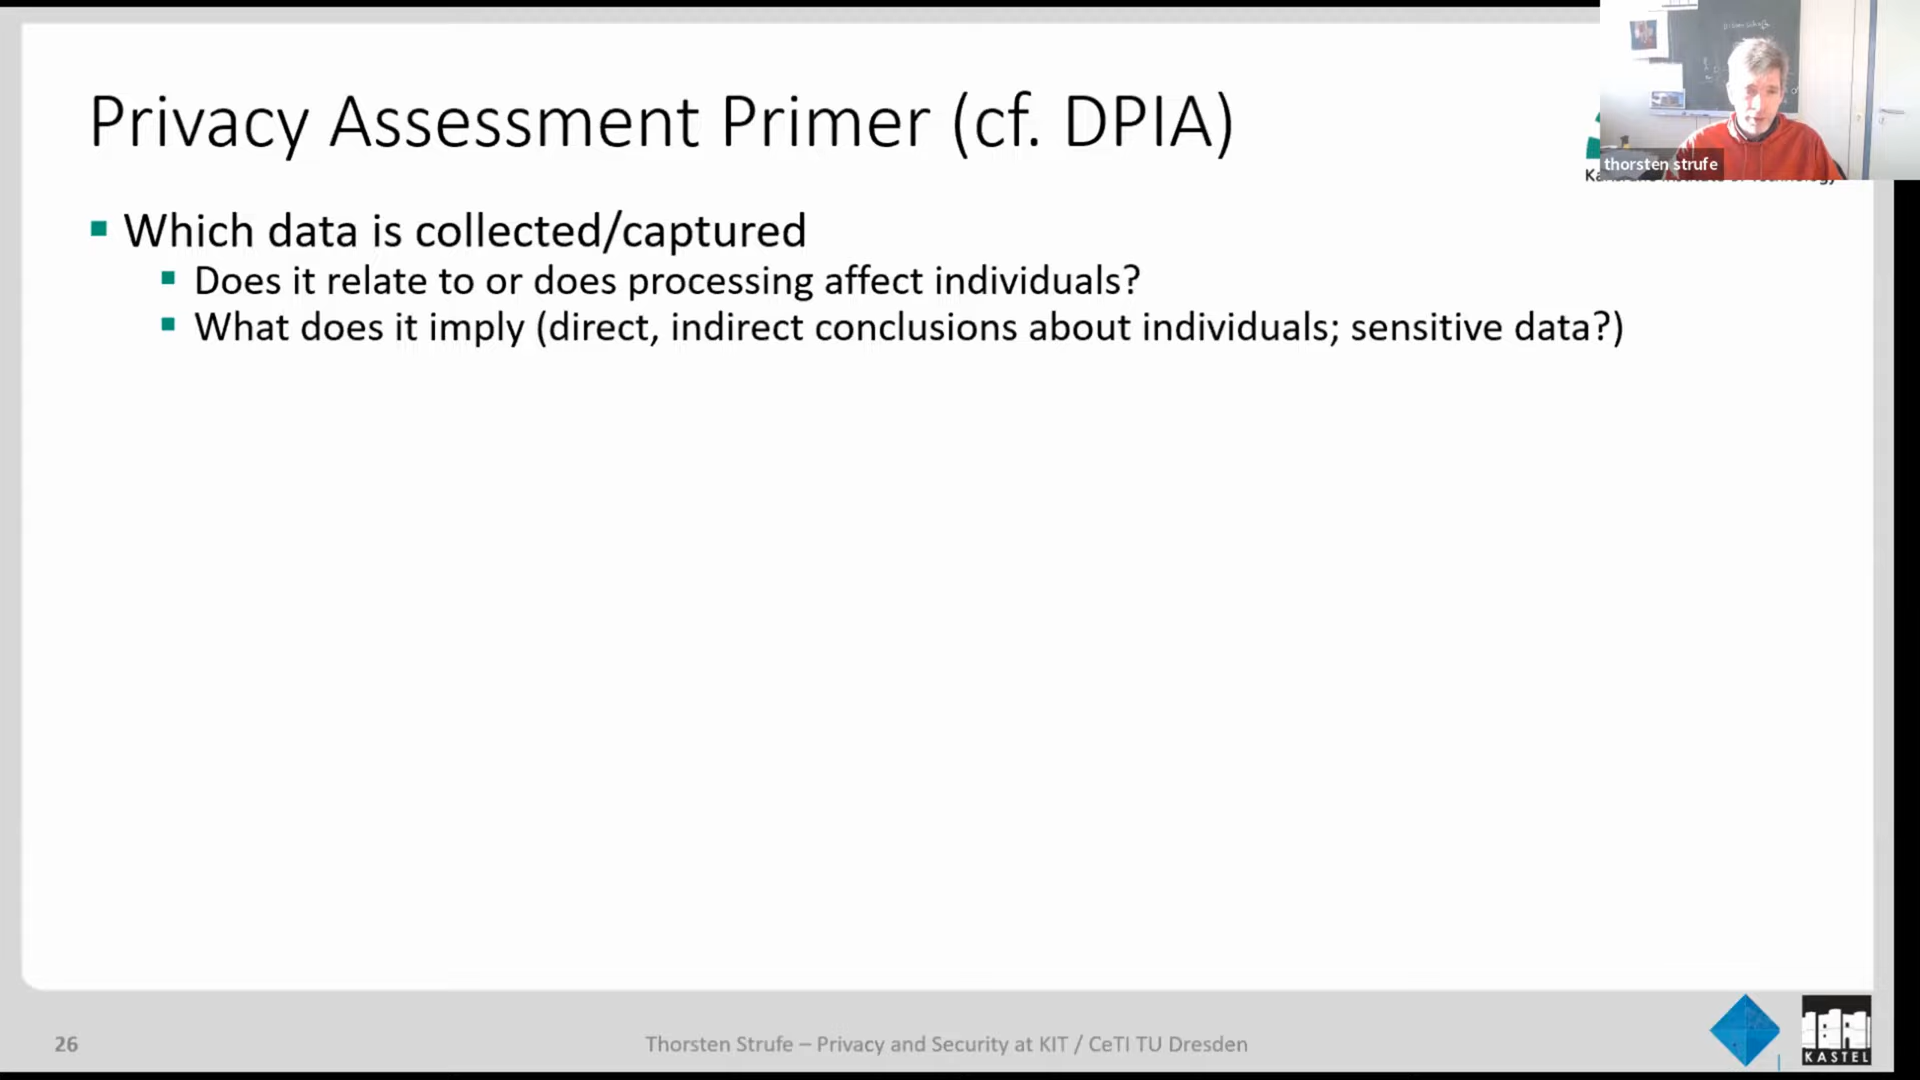 Privacy Assessment Primer (cf. DPIA)
thorsten strufe
Which data is collected/captured
Does it relate to or does processing affect individuals?
What does it imply (direct, indirect conclusions about individuals; sensitive data?)
26
Thorsten Strufe – Privacy and Security at KIT / CeTI TU Dresden
KASTEL